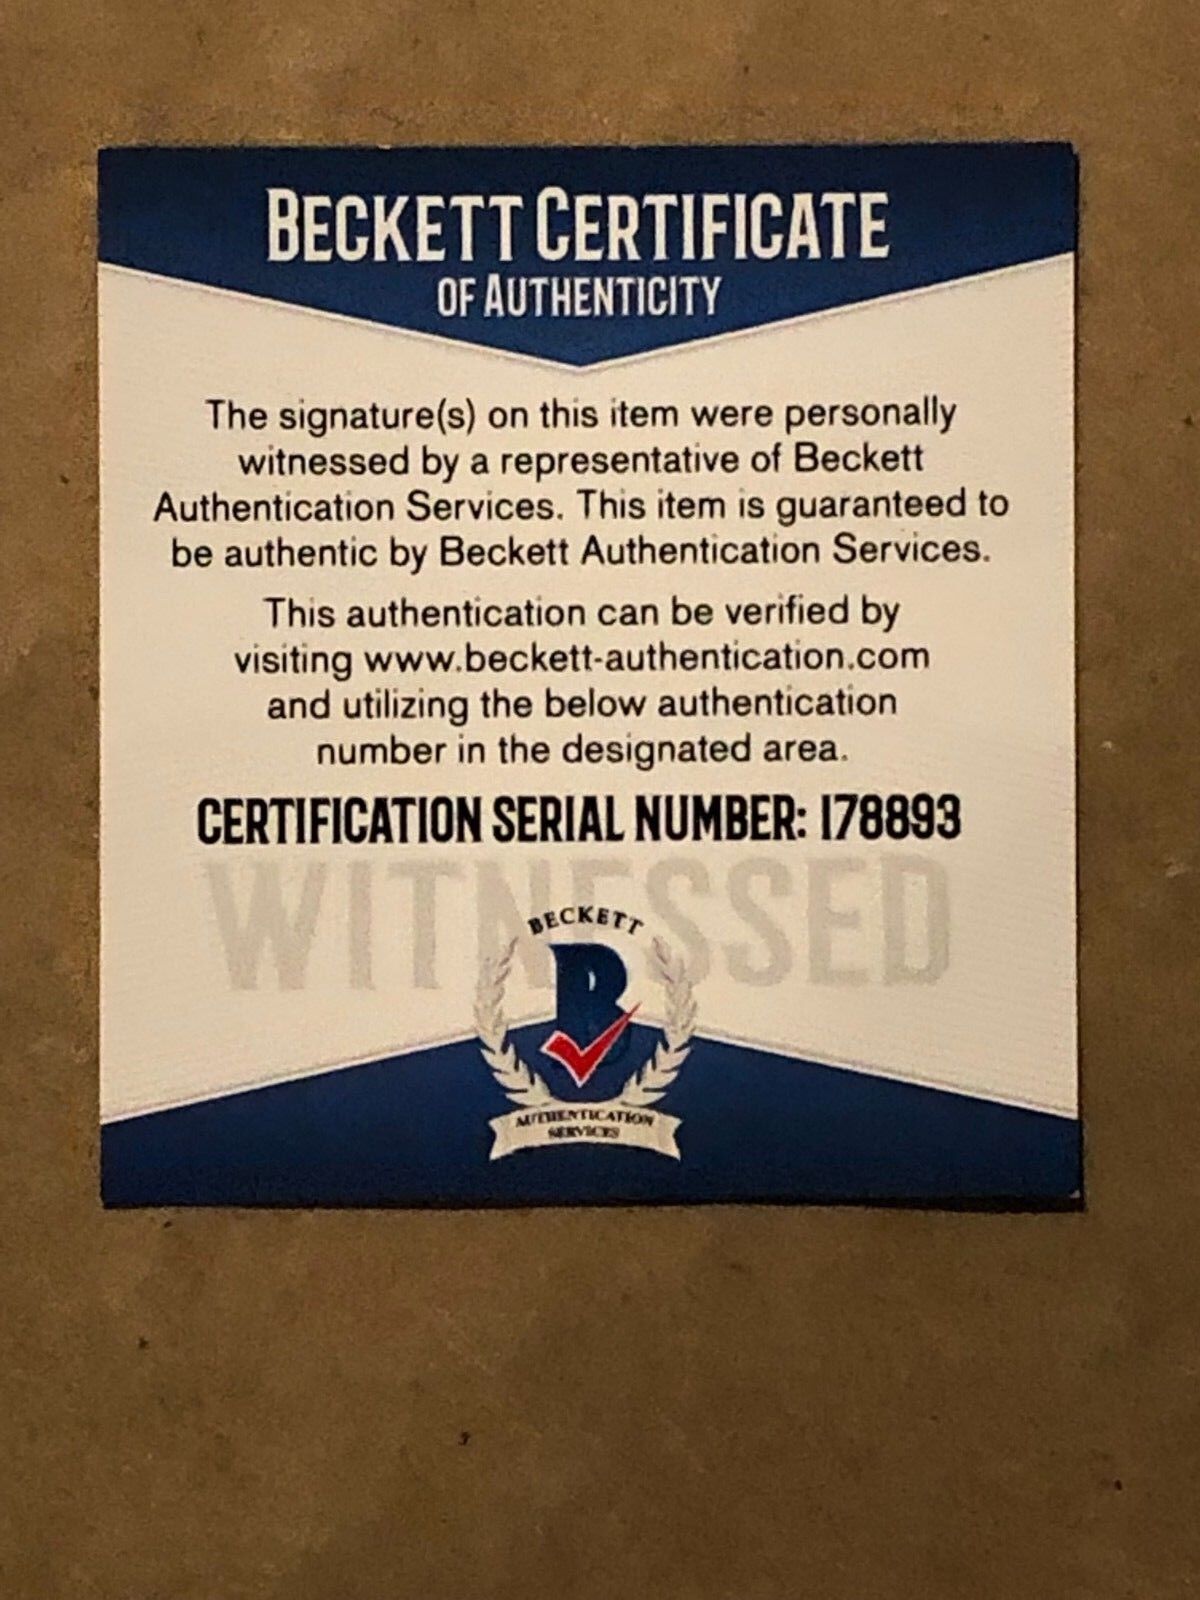 BECKETT CERTIFICATE
OF AUTHENTICITY
The signature(s) on this item were personally
witnessed by a representative of Beckett
Authentication Services. This item is guaranteed to
be authentic by Beckett Authentication Services.
This authentication can be verified by
visiting www.beckett-authentication.com
and utilizing the below authentication
number in the designated area.
CERTIFICATION SERIAL NUMBER: I78893
WITNESSED
BECKETT
B
AUTHENTICATION
SERVICES